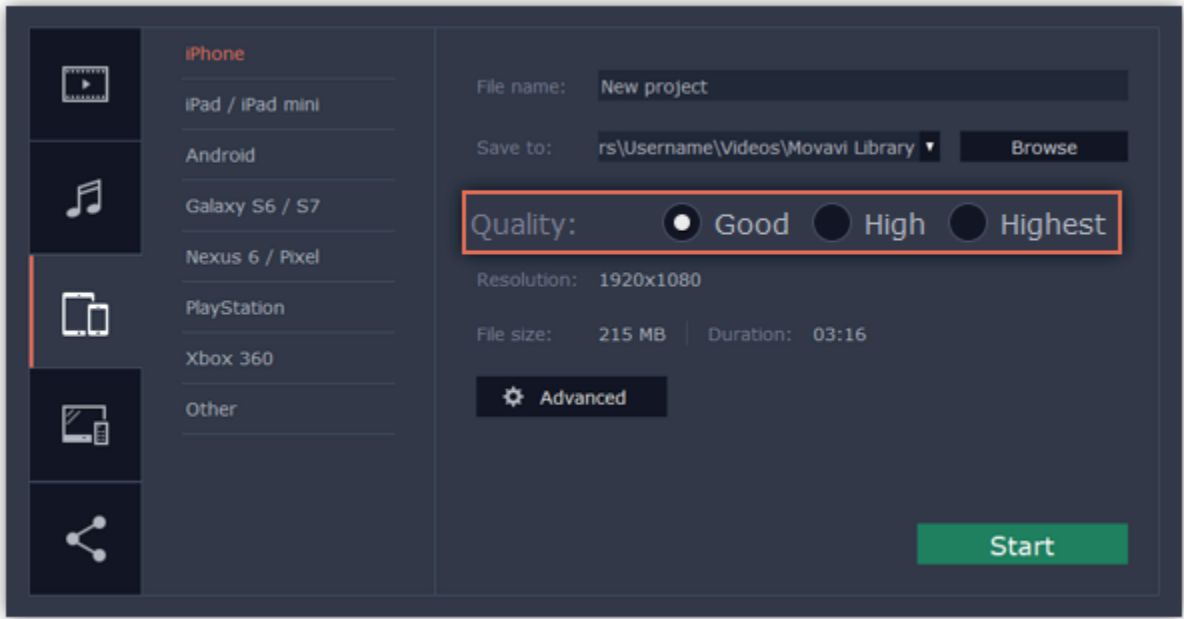 iPhone
iPad / iPad mini
Android
Galaxy S6 / S7
Nexus 6 / Pixel
PlayStation
Xbox 360
Other
File name: New project
Save to: rs\Username\Videos\Movavi Library Browse
Quality: Good High Highest
Resolution: 1920x1080
File size: 215 MB Duration: 03:16
Advanced
Start